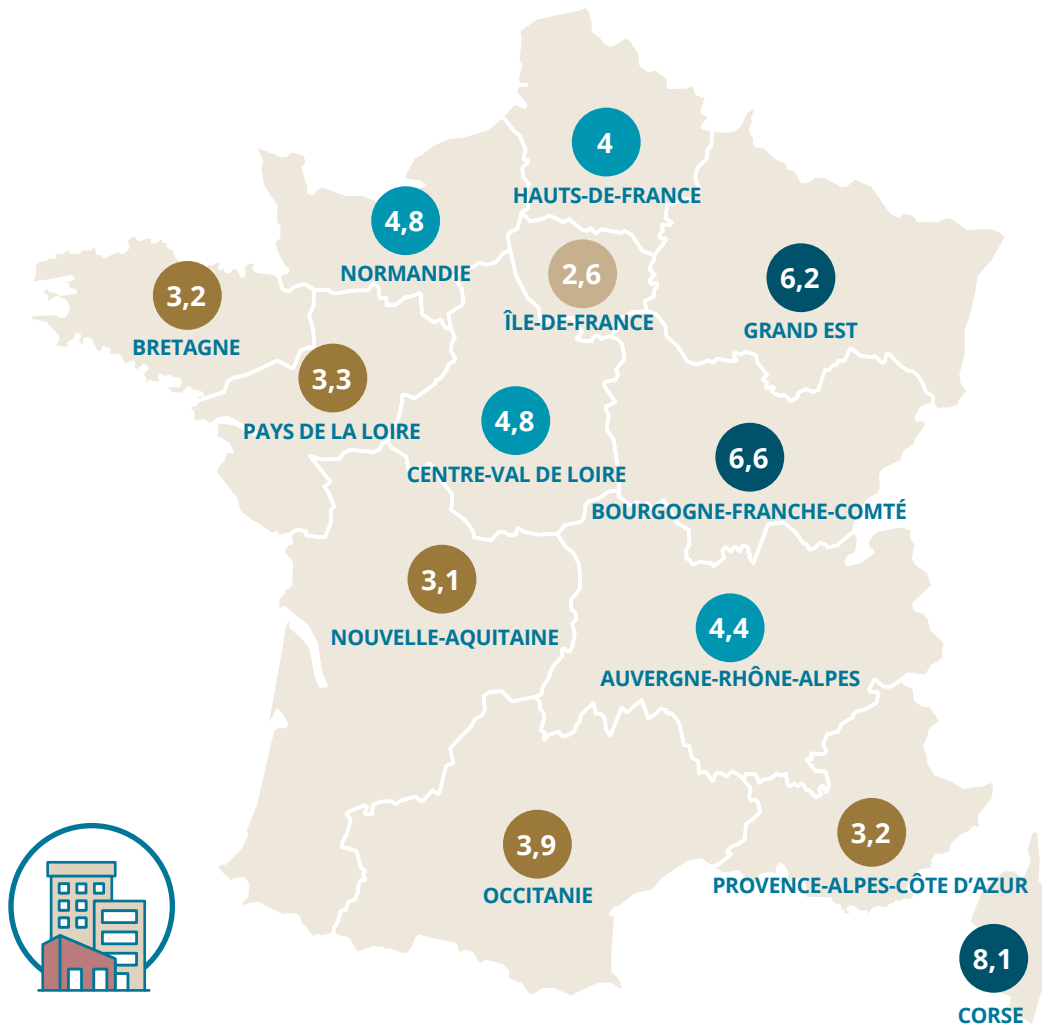 4
HAUTS-DE-FRANCE
4,8
NORMANDIE
2,6
ÎLE-DE-FRANCE
6,2
GRAND EST
3,2
BRETAGNE
3,3
PAYS DE LA LOIRE
4,8
CENTRE-VAL DE LOIRE
6,6
BOURGOGNE-FRANCHE-COMTÉ
3,1
NOUVELLE-AQUITAINE
4,4
AUVERGNE-RHÔNE-ALPES
3,9
OCCITANIE
3,2
PROVENCE-ALPES-CÔTE D’AZUR
8,1
CORSE